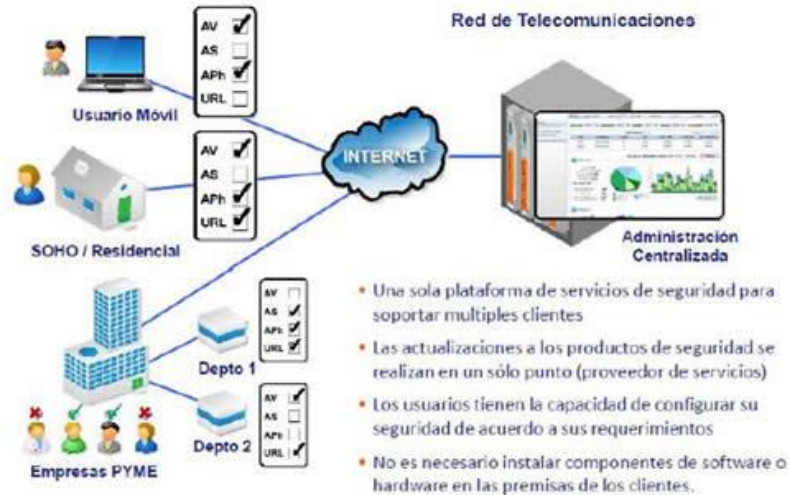 Red de Telecomunicaciones
AV
AS
APh
URL
Usuario Móvil
AV
AS
APh
URL
SOHO / Residencial
INTERNET
Administración
Centralizada
AV
AS
APh
URL
Depto 1
AV
AS
APh
URL
Depto 2
Empresas PYME
• Una sola plataforma de servicios de seguridad para
soportar multiples clientes
• Las actualizaciones a los productos de seguridad se
realizan en un sólo punto (proveedor de servicios)
• Los usuarios tienen la capacidad de configurar su
seguridad de acuerdo a sus requerimientos
• No es necesario instalar componentes de software o
hardware en las premisas de los clientes.